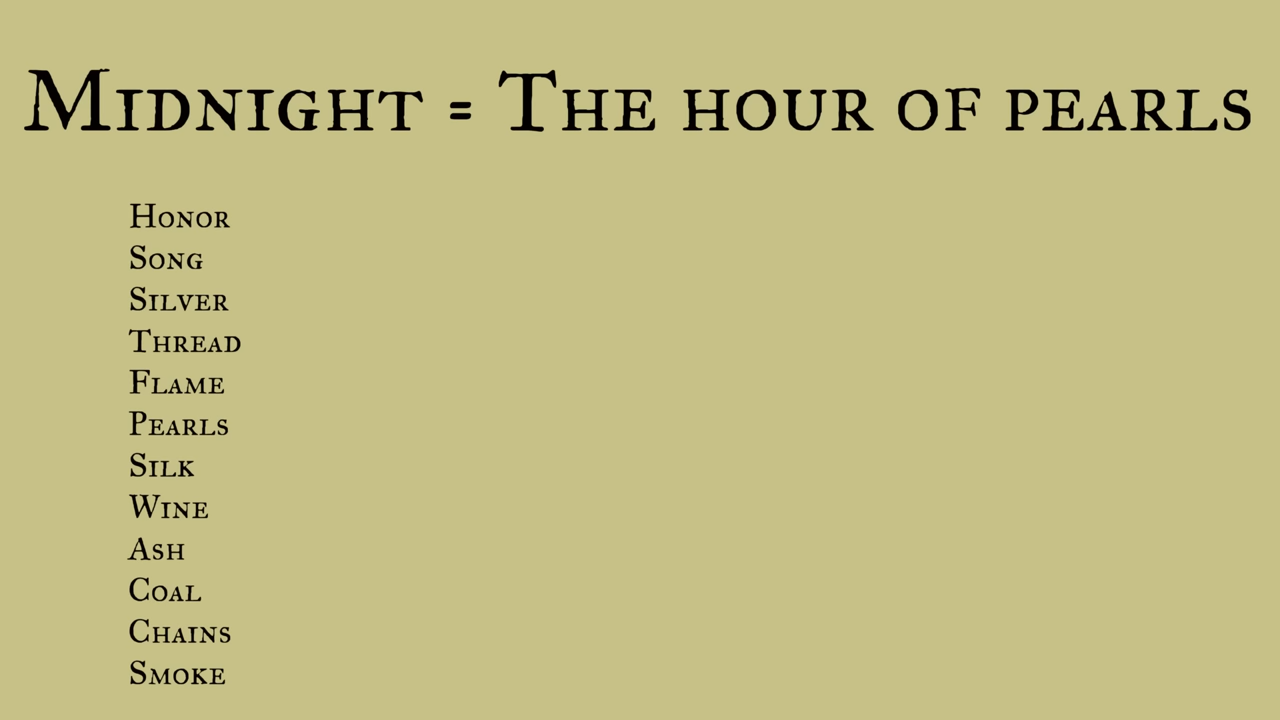 Midnight = The hour of pearls
Honor
Song
Silver
Thread
Flame
Pearls
Silk
Wine
Ash
Coal
Chains
Smoke